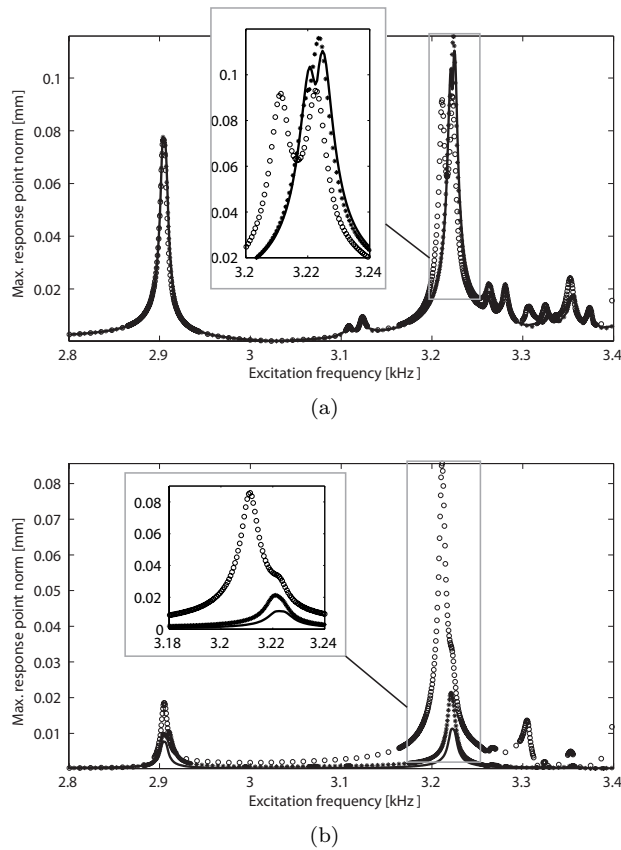 Max. response point norm [mm]
0.1
0.08
0.06
0.04
0.02
2.8 2.9 3 3.1 3.2 3.3 3.4
Excitation frequency [kHz]
0.1
0.08
0.06
0.04
0.02
3.2 3.22 3.24
(a)
Max. response point norm [mm]
0.08
0.07
0.06
0.05
0.04
0.03
0.02
0.01
2.8 2.9 3 3.1 3.2 3.3 3.4
Excitation frequency [kHz]
0.08
0.06
0.04
0.02
0
3.18 3.2 3.22 3.24
(b)